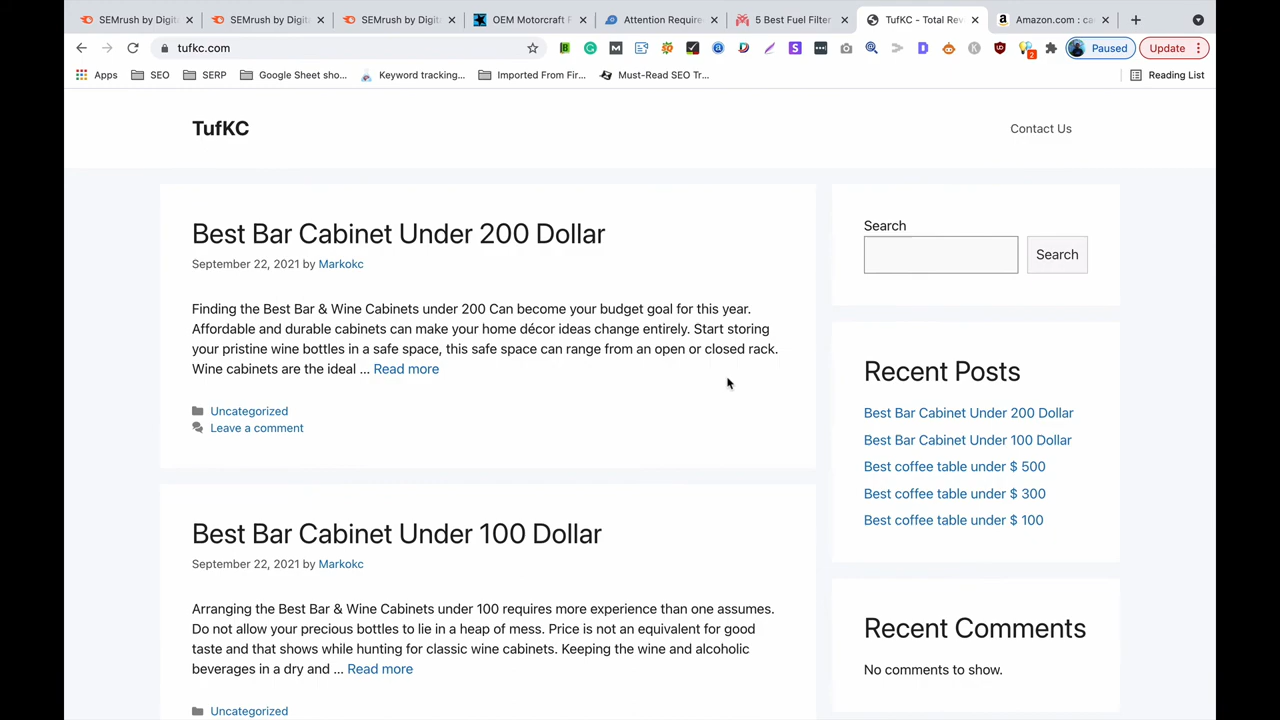 SEMrush by Digita
SEMrush by Digita
SEMrush by Digita
OEM Motorcraft F
Attention Require
5 Best Fuel Filter
TufKC - Total Rev
Amazon.com : ca
tufkc.com
Paused
Update
Apps
SEO
SERP
Google Sheet sho...
Keyword tracking...
Imported From Fir...
Must-Read SEO Tr...
Reading List
TufKC
Contact Us
Best Bar Cabinet Under 200 Dollar
September 22, 2021 by Markokc
Finding the Best Bar & Wine Cabinets under 200 Can become your budget goal for this year.
Affordable and durable cabinets can make your home décor ideas change entirely. Start storing
your pristine wine bottles in a safe space, this safe space can range from an open or closed rack.
Wine cabinets are the ideal ... Read more
Uncategorized
Leave a comment
Best Bar Cabinet Under 100 Dollar
September 22, 2021 by Markokc
Arranging the Best Bar & Wine Cabinets under 100 requires more experience than one assumes.
Do not allow your precious bottles to lie in a heap of mess. Price is not an equivalent for good
taste and that shows while hunting for classic wine cabinets. Keeping the wine and alcoholic
beverages in a dry and ... Read more
Uncategorized
Search
Search
Recent Posts
Best Bar Cabinet Under 200 Dollar
Best Bar Cabinet Under 100 Dollar
Best coffee table under $ 500
Best coffee table under $ 300
Best coffee table under $ 100
Recent Comments
No comments to show.